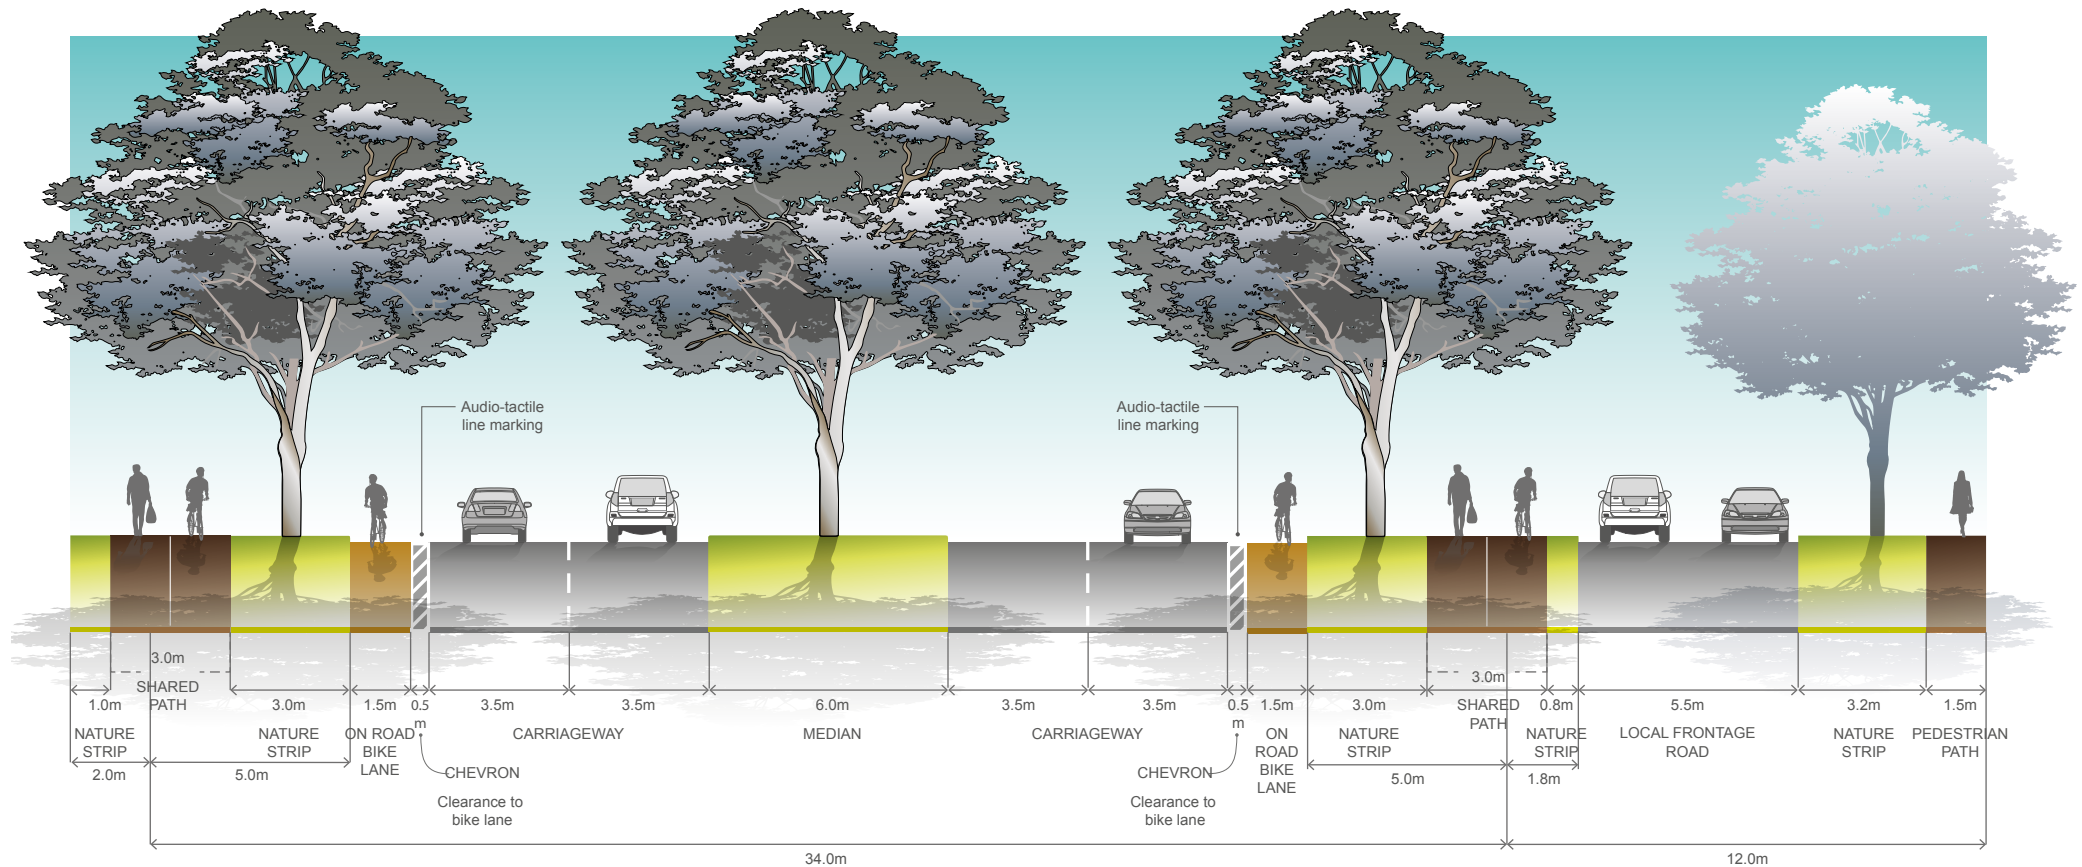 Audio-tactile
line marking
Audio-tactile
line marking
3.0m
3.0m
SHARED
PATH
SHARED
PATH
1.0m
3.0m
1.5m
0.5
m
3.5m
3.5m
6.0m
3.5m
3.5m
0.5
m
1.5m
3.0m
0.8m
5.5m
3.2m
1.5m
NATURE
STRIP
NATURE
STRIP
ON ROAD
BIKE
LANE
CARRIAGEWAY
MEDIAN
CARRIAGEWAY
ON
ROAD
BIKE
LANE
NATURE
STRIP
NATURE
STRIP
LOCAL FRONTAGE
ROAD
NATURE
STRIP
PEDESTRIAN
PATH
2.0m
5.0m
CHEVRON
Clearance to
bike lane
CHEVRON
Clearance to
bike lane
5.0m
1.8m
34.0m
12.0m